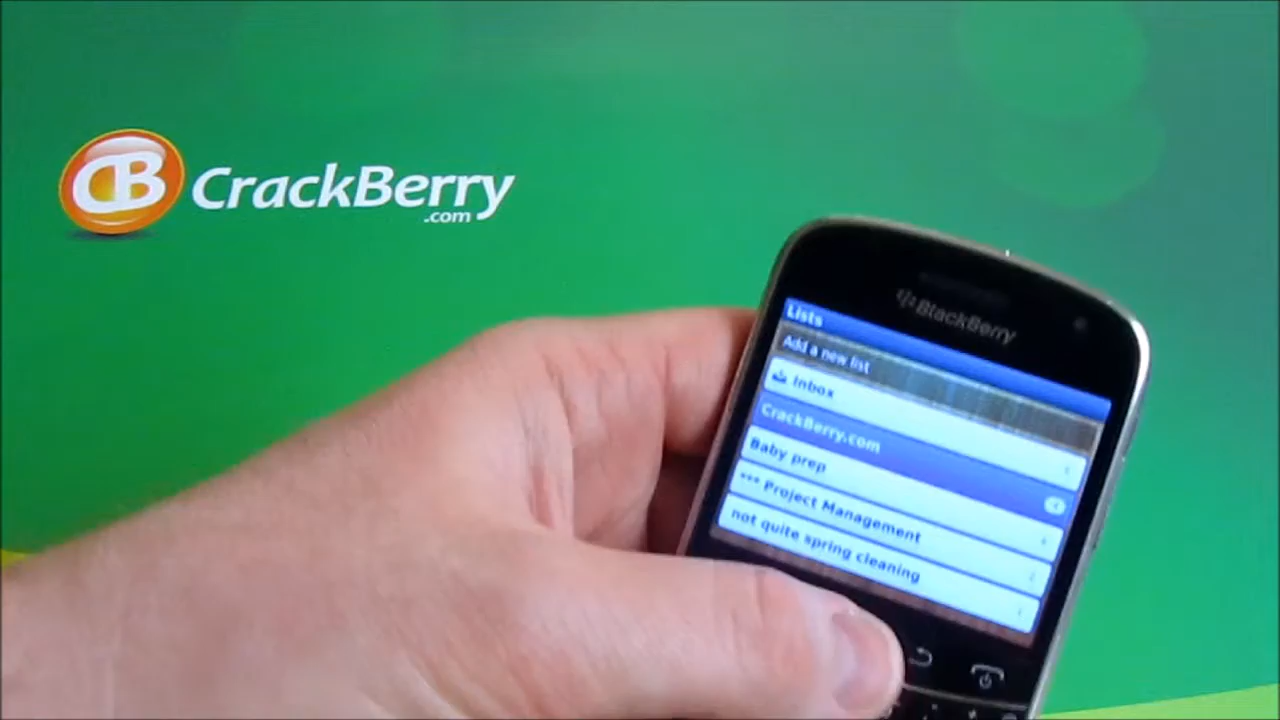 CB CrackBerry
.com
BlackBerry
Lists
Add a new list
Inbox
CrackBerry.com
Baby prep
*** Project Management
not quite spring cleaning